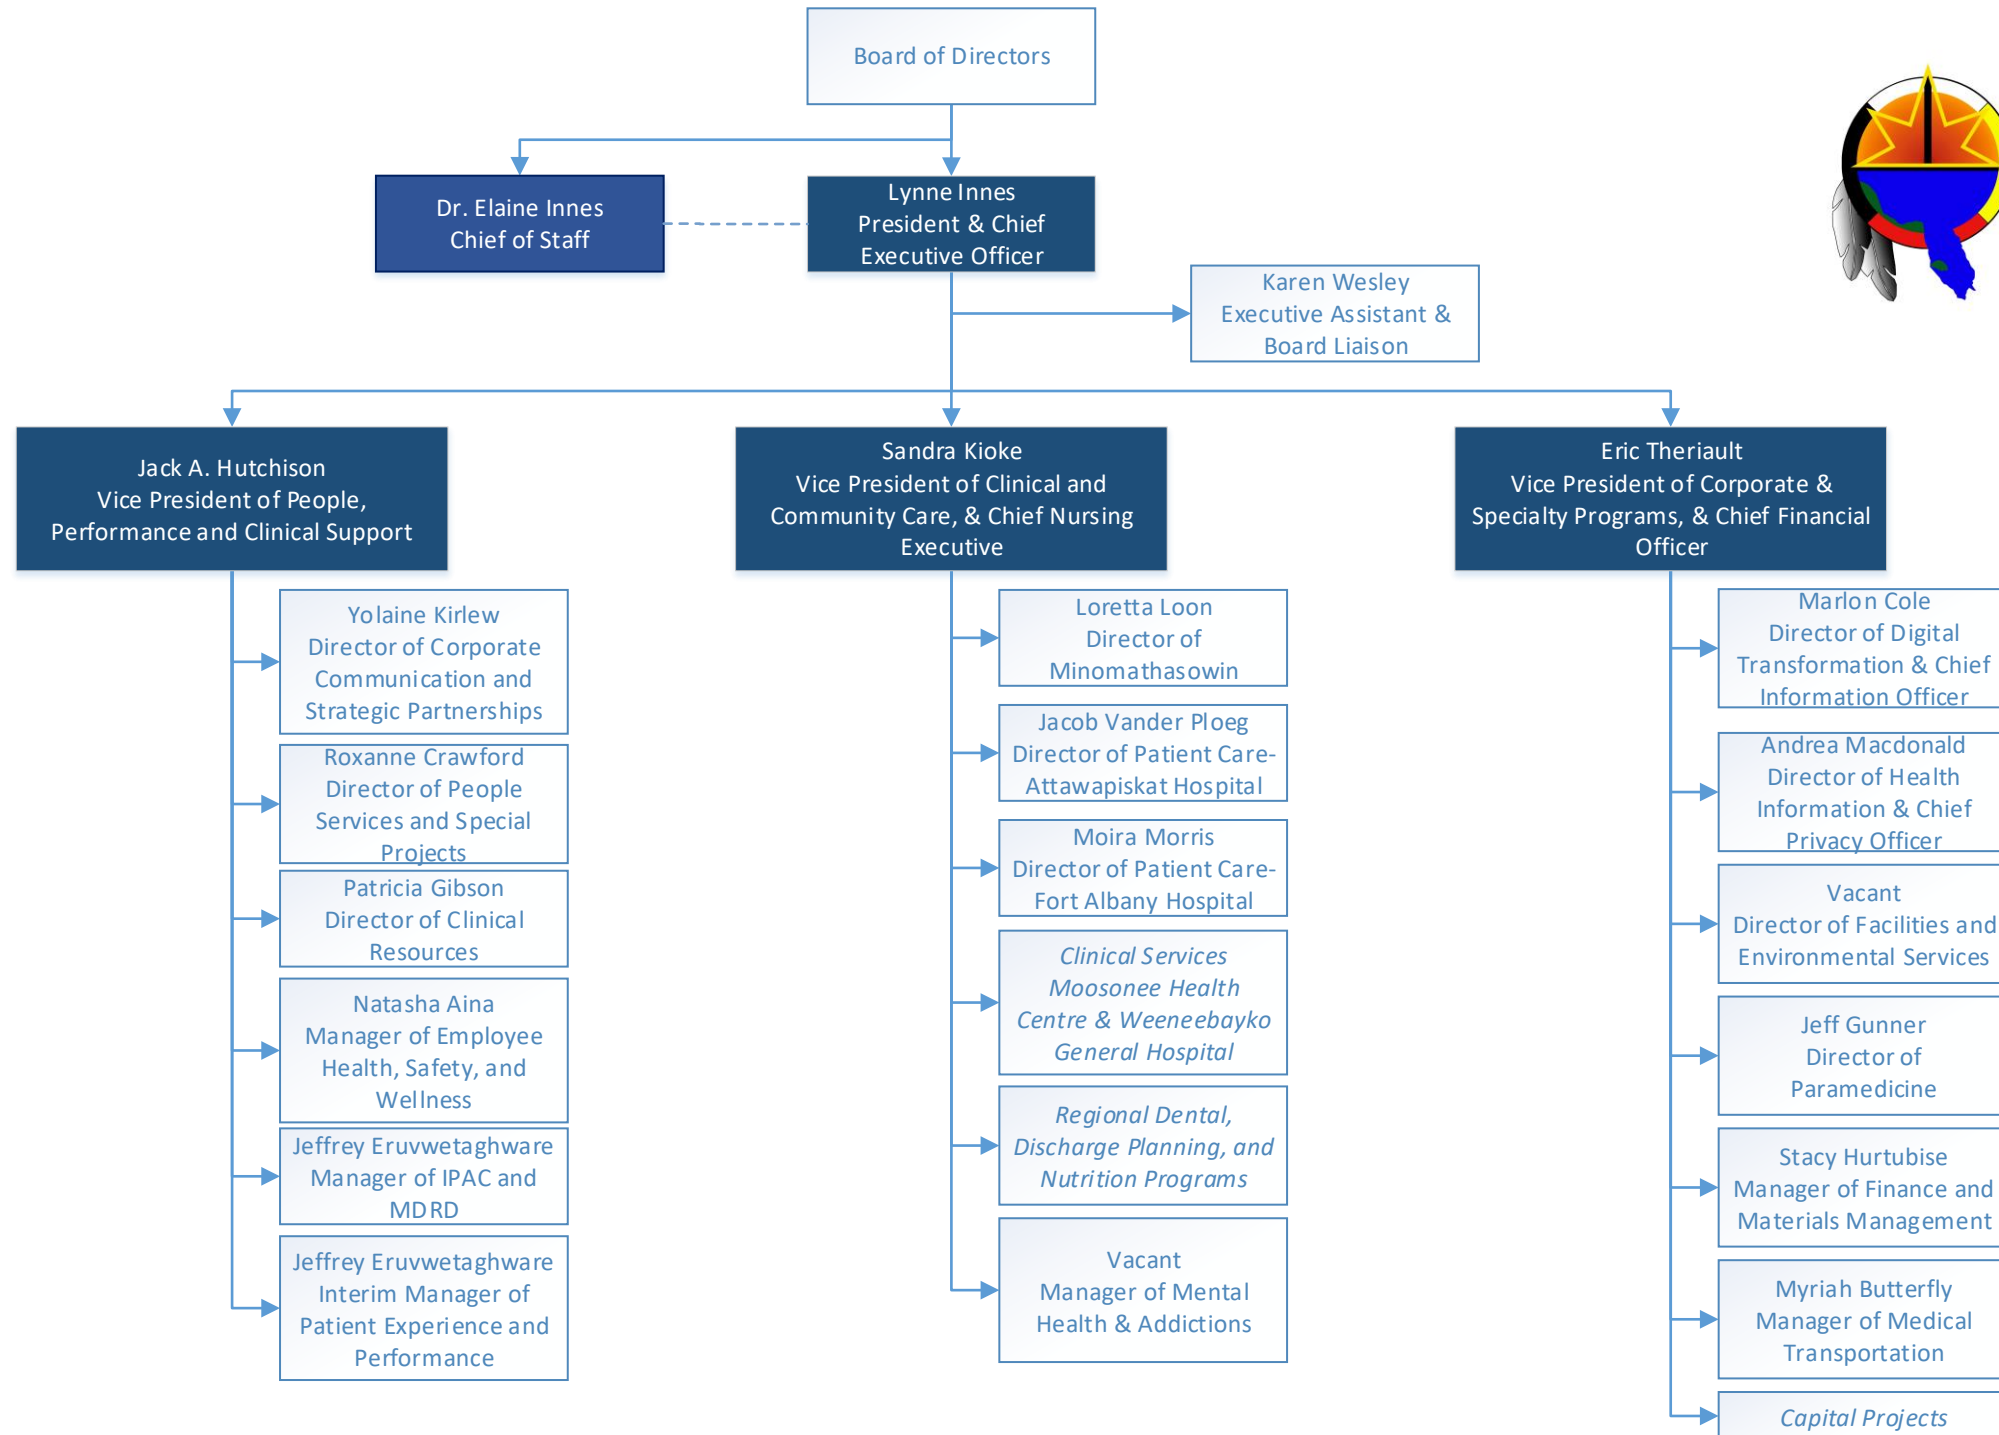 Board of Directors
Dr. Elaine Innes
Chief of Staff
Lynne Innes
President & Chief
Executive Officer
Karen Wesley
Executive Assistant &
Board Liaison
Jack A. Hutchison
Vice President of People,
Performance and Clinical Support
Sandra Kioke
Vice President of Clinical and
Community Care, & Chief Nursing
Executive
Eric Theriault
Vice President of Corporate &
Specialty Programs, & Chief Financial
Officer
Yolaine Kirlew
Director of Corporate
Communication and
Strategic Partnerships
Roxanne Crawford
Director of People
Services and Special
Projects
Patricia Gibson
Director of Clinical
Resources
Natasha Aina
Manager of Employee
Health, Safety, and
Wellness
Jeffrey Eruvwetaghware
Manager of IPAC and
MDRD
Jeffrey Eruvwetaghware
Interim Manager of
Patient Experience and
Performance
Loretta Loon
Director of
Minomathasowin
Jacob Vander Ploeg
Director of Patient Care-
Attawapiskat Hospital
Moira Morris
Director of Patient Care-
Fort Albany Hospital
Clinical Services
Moosonee Health
Centre & Weeneebayko
General Hospital
Regional Dental,
Discharge Planning, and
Nutrition Programs
Vacant
Manager of Mental
Health & Addictions
Marlon Cole
Director of Digital
Transformation & Chief
Information Officer
Andrea Macdonald
Director of Health
Information & Chief
Privacy Officer
Vacant
Director of Facilities and
Environmental Services
Jeff Gunner
Director of
Paramedicine
Stacy Hurtubise
Manager of Finance and
Materials Management
Myriah Butterfly
Manager of Medical
Transportation
Capital Projects